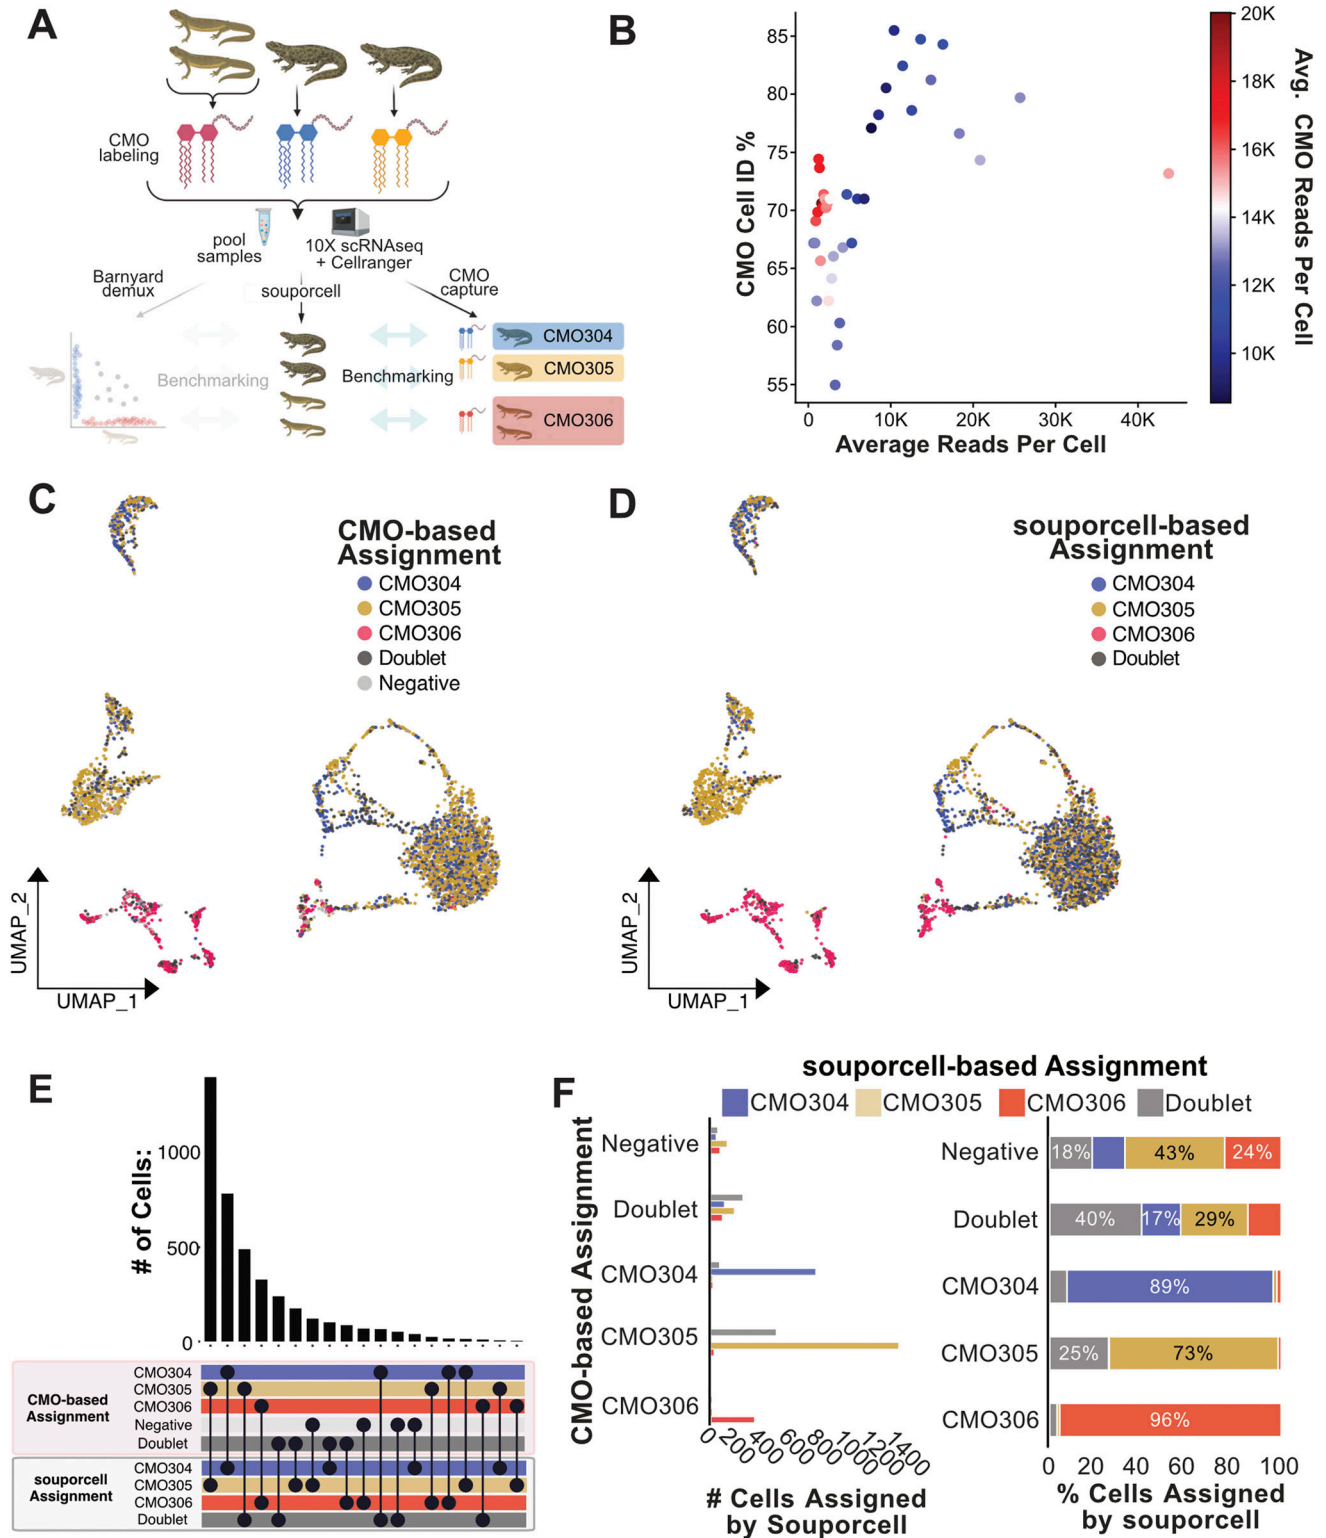 A
CMO
labeling
pool
samples
10X scRNAseq
+ Cellranger
Barnyard
demux
souporcell
CMO
capture
Benchmarking
Benchmarking
CMO304
CMO305
CMO306
B
CMO Cell ID %
85
80
75
70
65
60
55
0
10K
20K
30K
40K
Average Reads Per Cell
20K
18K
16K
14K
12K
10K
Avg. CMO Reads Per Cell
C
CMO-based
Assignment
CMO304
CMO305
CMO306
Doublet
Negative
UMAP_2
UMAP_1
D
souporcell-based
Assignment
CMO304
CMO305
CMO306
Doublet
UMAP_2
UMAP_1
E
# of Cells:
1000
500
0
CMO-based
Assignment
CMO304
CMO305
CMO306
Negative
Doublet
souporcell
Assignment
CMO304
CMO305
CMO306
Doublet
F
souporcell-based Assignment
CMO304
CMO305
CMO306
Doublet
CMO-based Assignment
Negative
Doublet
CMO304
CMO305
CMO306
0
200
400
600
800
1000
1200
1400
# Cells Assigned
by Souporcell
Negative
18%
43%
24%
Doublet
40%
17%
29%
CMO304
89%
CMO305
25%
73%
CMO306
96%
0
20
40
60
80
100
% Cells Assigned
by souporcell